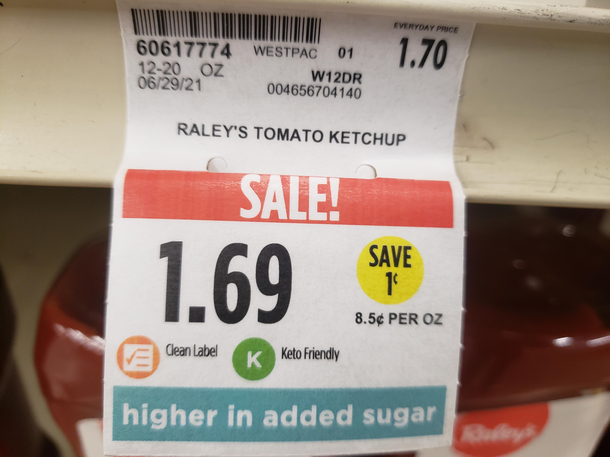 EVERYDAY PRICE
60617774 WESTPAC 01 1.70
12-20 OZ W12DR
06/29/21 004656704140
RALEY'S TOMATO KETCHUP
SALE!
1.69
SAVE
1¢
8.5¢ PER OZ
Clean Label
K Keto Friendly
higher in added sugar
Raley's